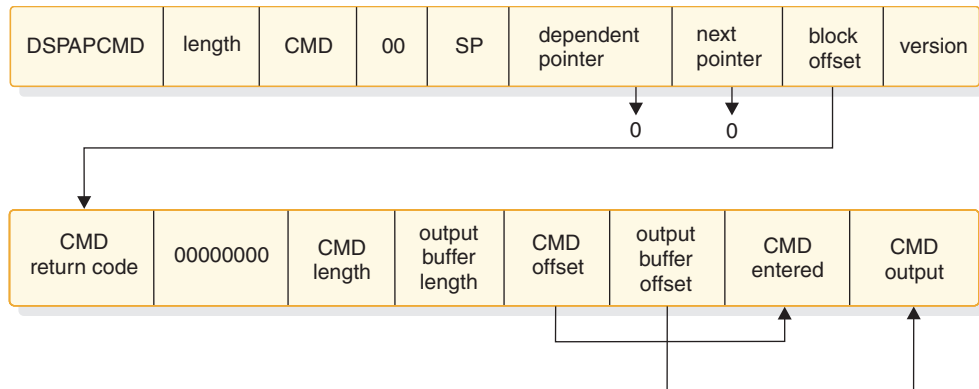 DSPAPCMD
length
CMD
00
SP
dependent
pointer
next
pointer
block
offset
version
0
0
CMD
return code
00000000
CMD
length
output
buffer
length
CMD
offset
output
buffer
offset
CMD
entered
CMD
output